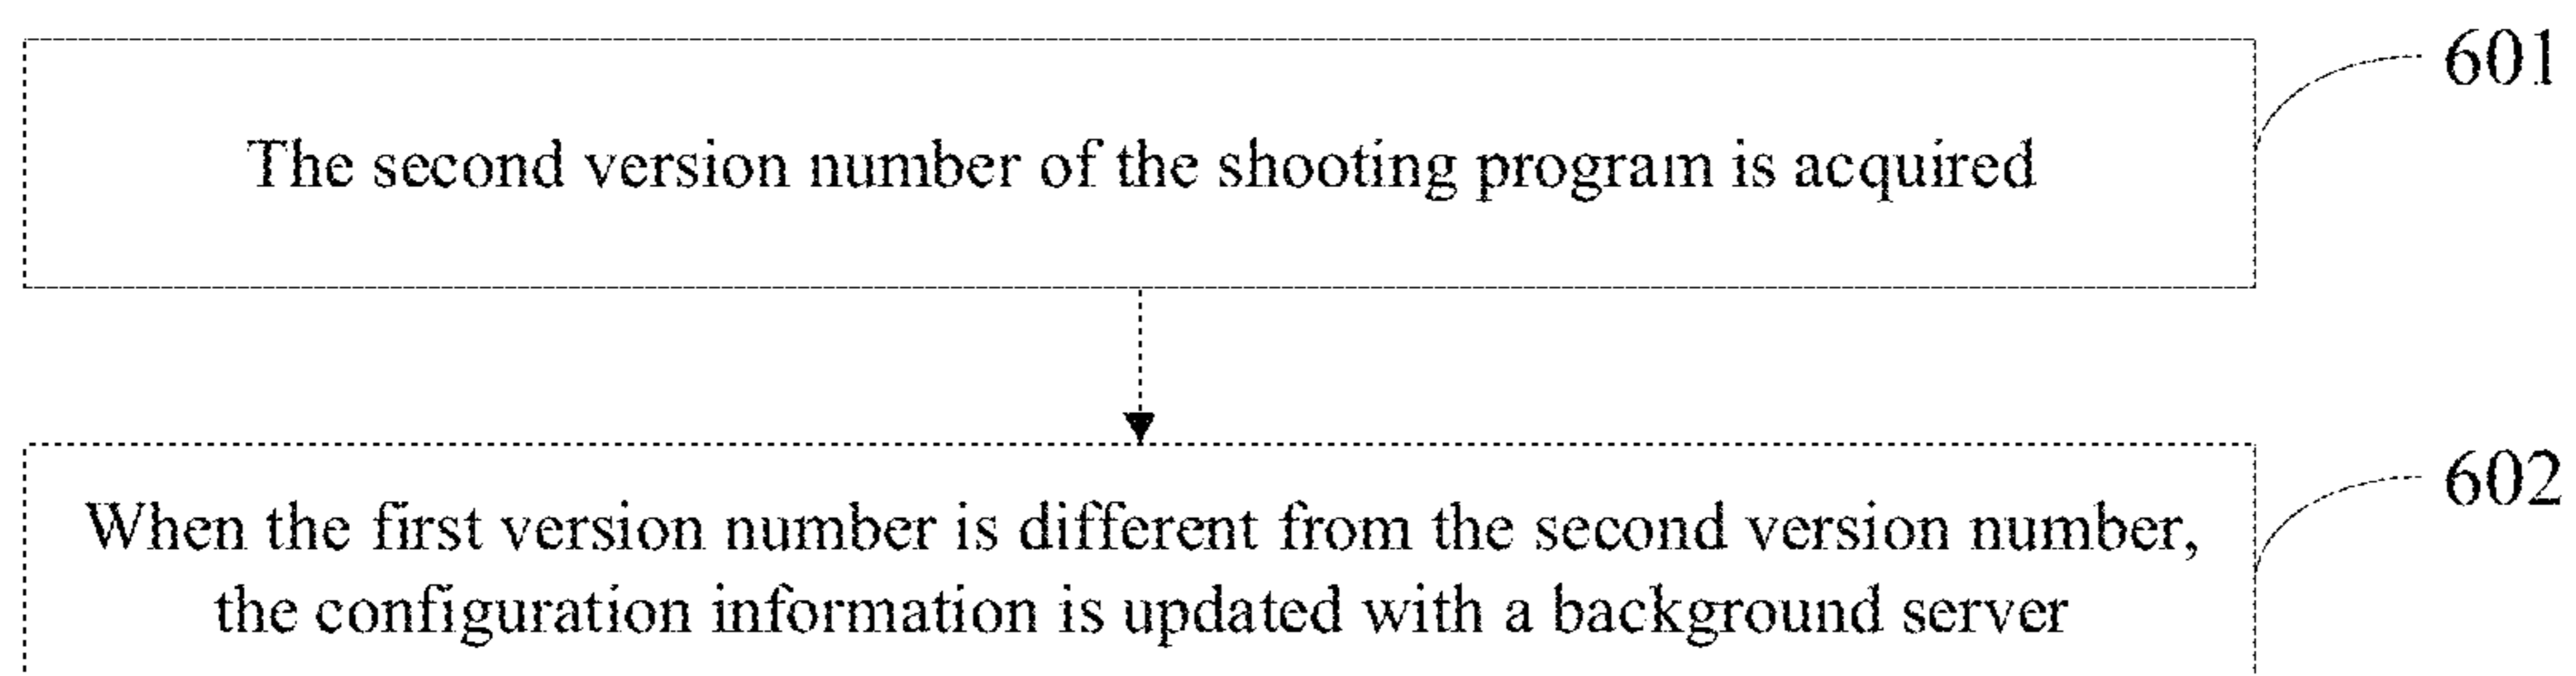 601
The second version number of the shooting program is acquired
602
When the first version number is different from the second version number,
the configuration information is updated with a background server